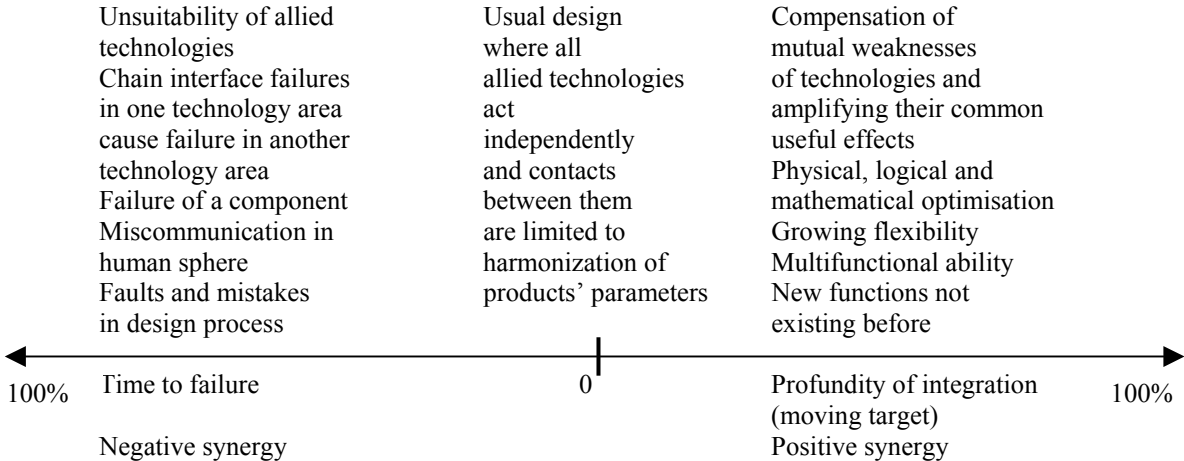 Unsuitability of allied
technologies
Chain interface failures
in one technology area
cause failure in another
technology area
Failure of a component
Miscommunication in
human sphere
Faults and mistakes
in design process
Usual design
where all
allied technologies
act
independently
and contacts
between them
are limited to
harmonization of
products’ parameters
Compensation of
mutual weaknesses
of technologies and
amplifying their common
useful effects
Physical, logical and
mathematical optimisation
Growing flexibility
Multifunctional ability
New functions not
existing before
100%
Time to failure
0
Profundity of integration
(moving target)
100%
Negative synergy
Positive synergy